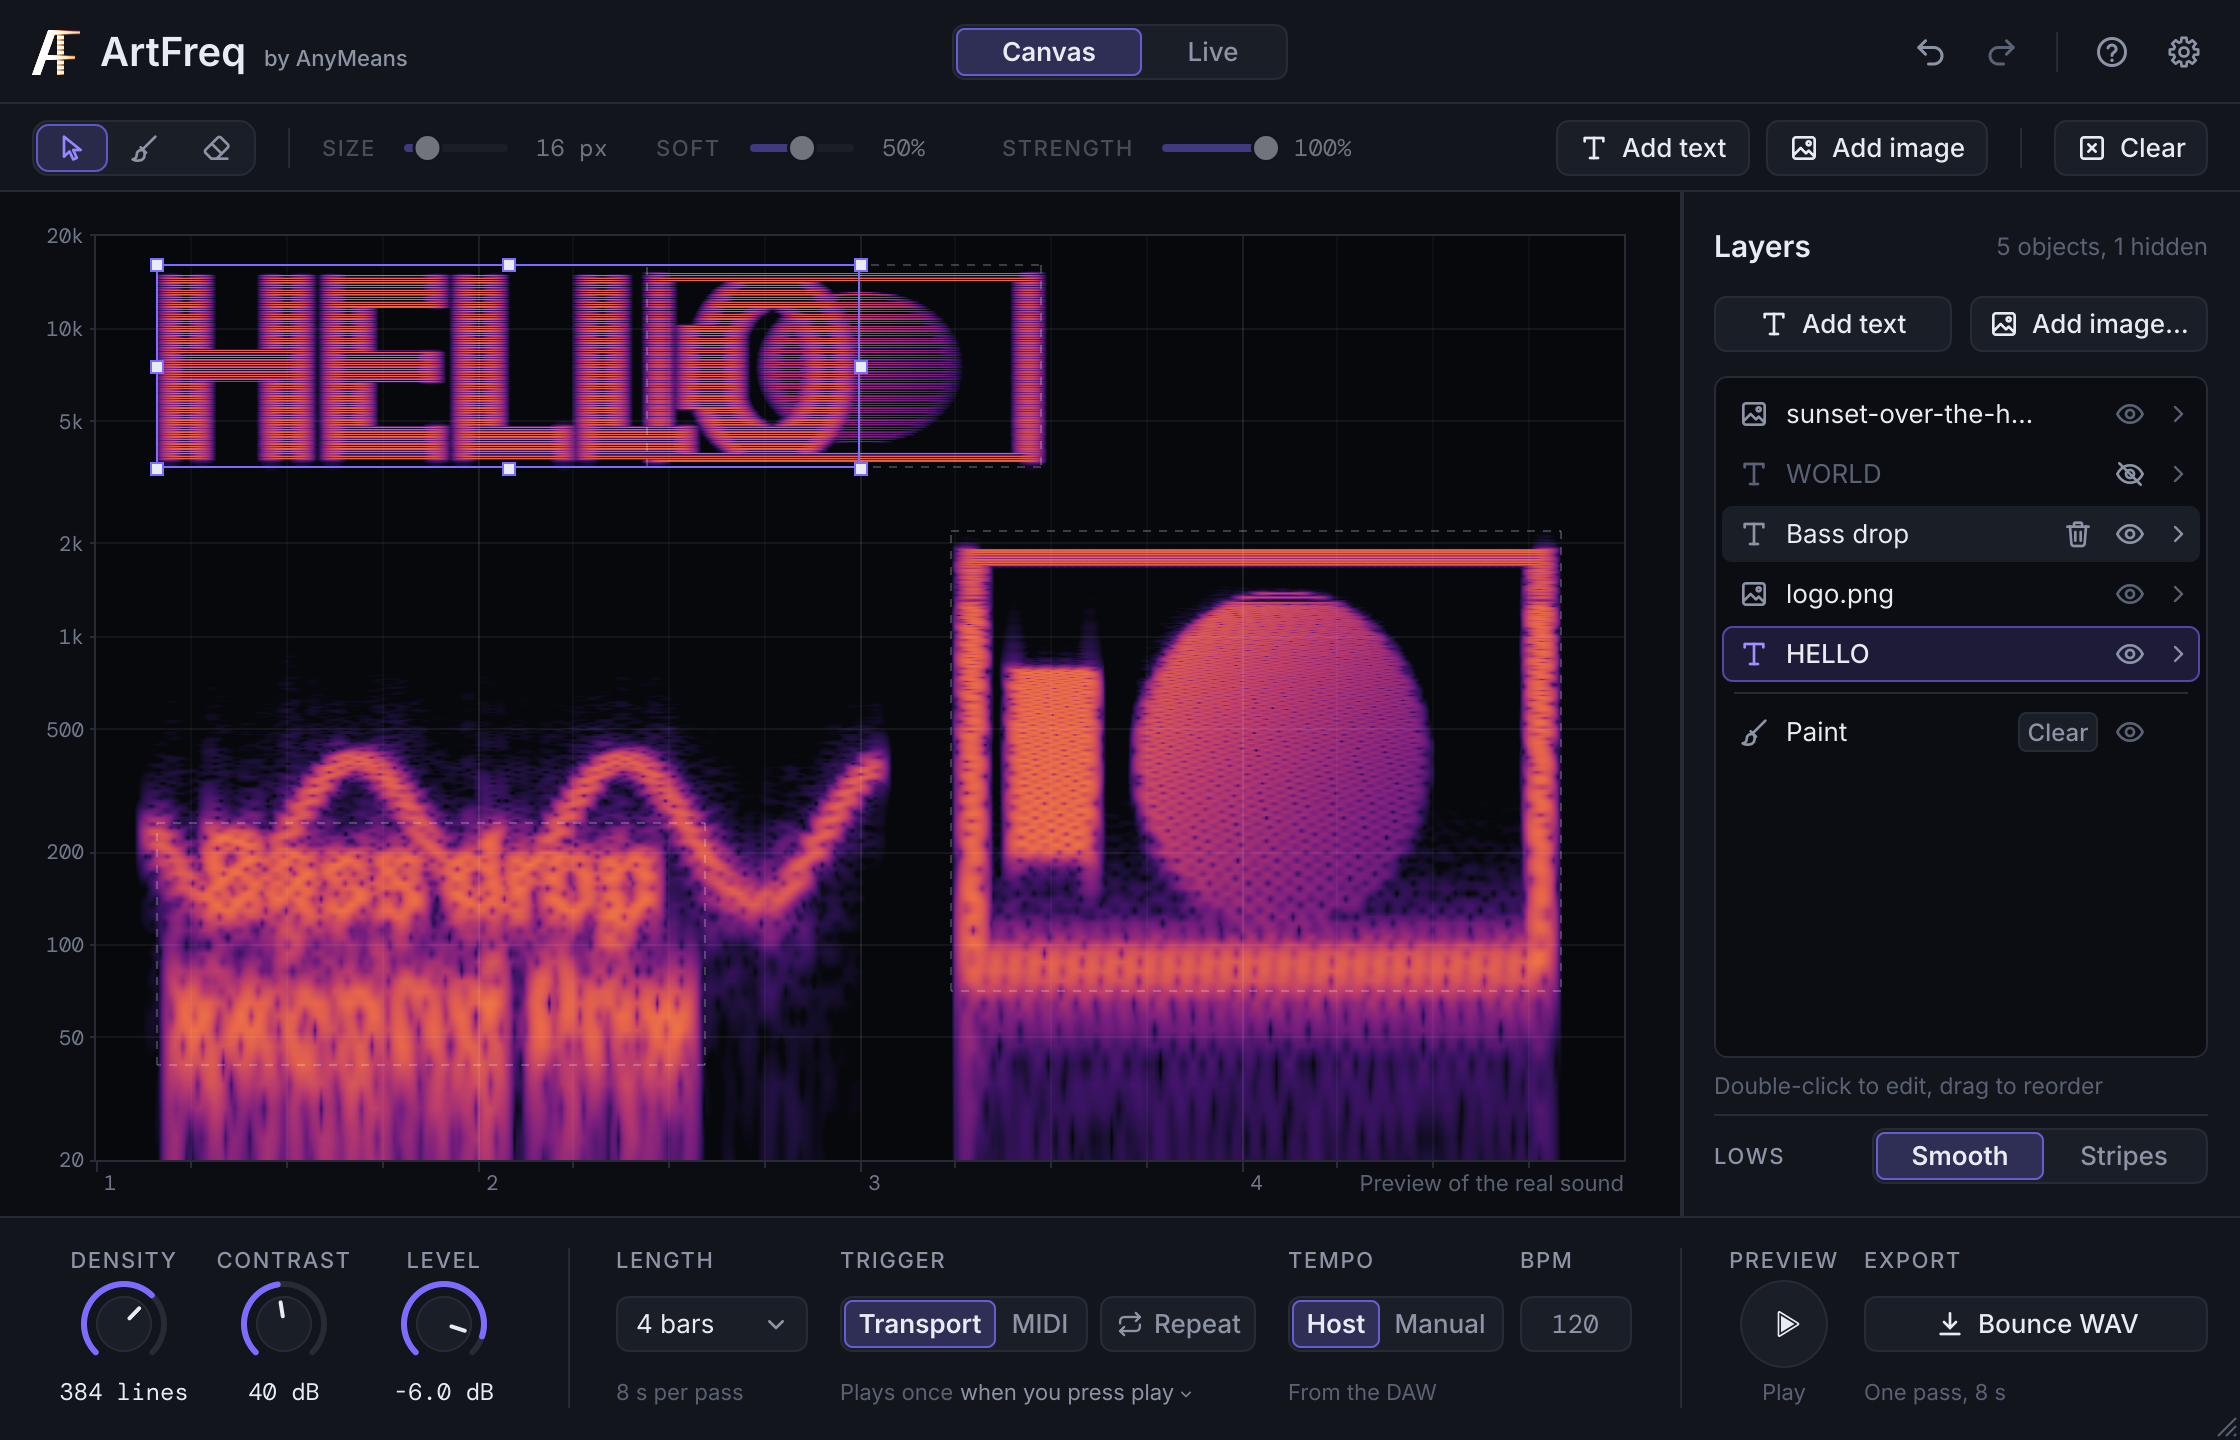 ArtFreq by AnyMeans
Canvas Live
SIZE 16 px SOFT 50% STRENGTH 100%
Add text Add image Clear
20k
10k
5k
2k
1k
500
200
100
50
20
HELLO
Bass drop
1 2 3 4 Preview of the real sound
Layers 5 objects, 1 hidden
Add text Add image...
sunset-over-the-h...
WORLD
Bass drop
logo.png
HELLO
Paint Clear
Double-click to edit, drag to reorder
LOWS Smooth Stripes
DENSITY CONTRAST LEVEL LENGTH TRIGGER TEMPO BPM PREVIEW EXPORT
4 bars Transport MIDI Repeat Host Manual 120 Bounce WAV
384 lines 40 dB -6.0 dB 8 s per pass Plays once when you press play From the DAW Play One pass, 8 s